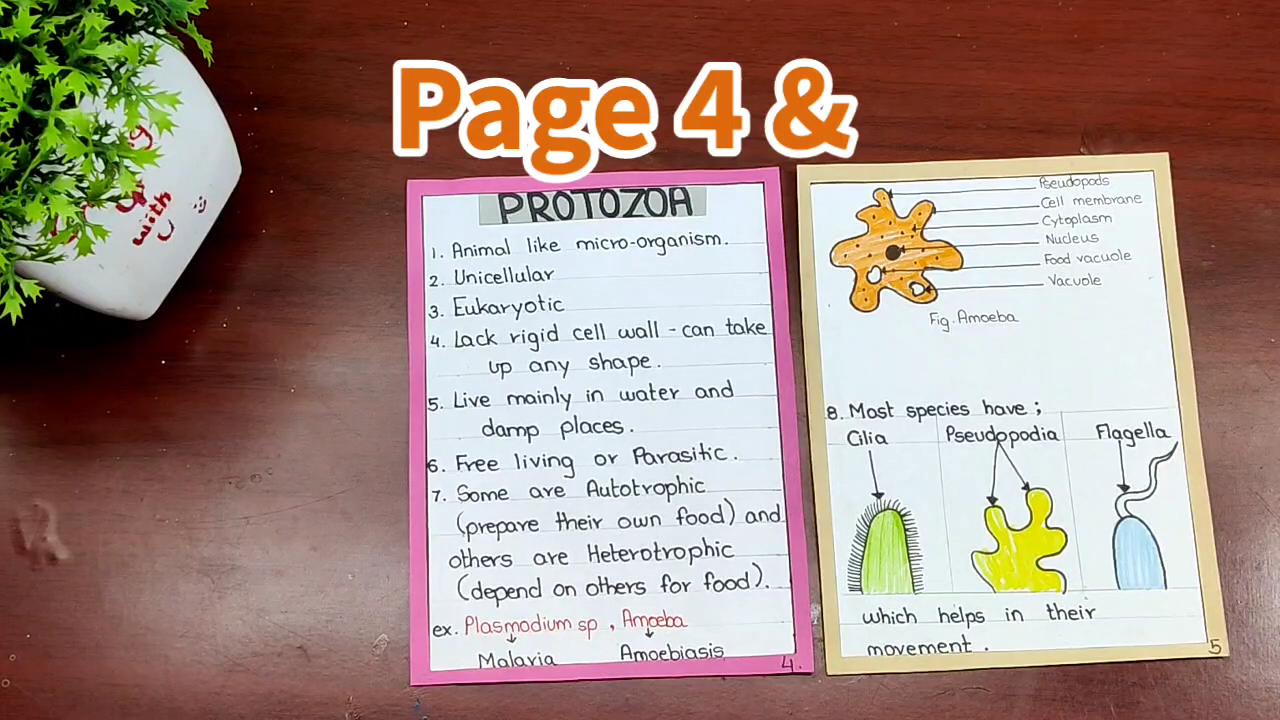 Page 4 &
PROTOZOA
1. Animal like micro-organism.
2. Unicellular
3. Eukaryotic
4. Lack rigid cell wall - can take
up any shape.
5. Live mainly in water and
damp places.
6. Free living or Parasitic.
7. Some are Autotrophic
(prepare their own food) and
others are Heterotrophic
(depend on others for food).
ex. Plasmodium sp , Amoeba
Malaria Amoebiasis
4.
Pseudopods
Cell membrane
Cytoplasm
Nucleus
Food vacuole
Vacuole
Fig. Amoeba
8. Most species have ;
Cilia Pseudopodia Flagella
which helps in their
movement.
5
with